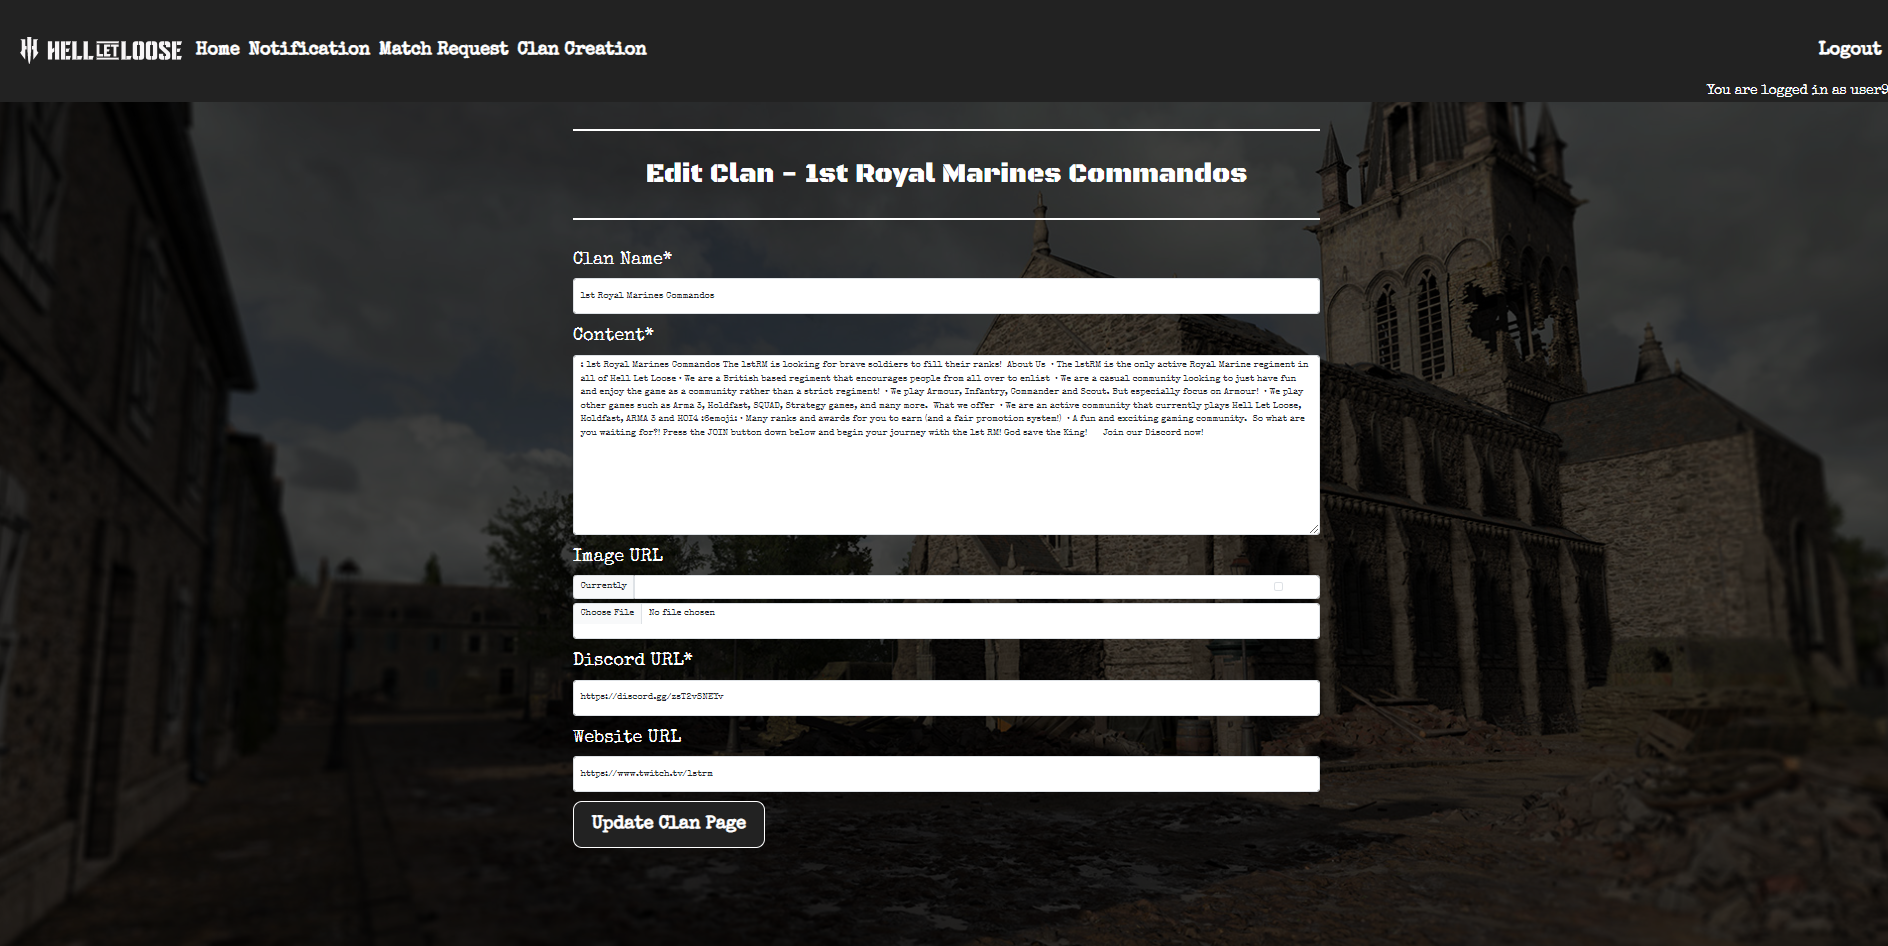 HELL LET LOOSE Home Notification Match Request Clan Creation Logout
You are logged in as user9
Edit Clan - 1st Royal Marines Commandos
Clan Name*
1st Royal Marines Commandos
Content*
: 1st Royal Marines Commandos The 1stRM is looking for brave soldiers to fill their ranks! About Us • The 1stRM is the only active Royal Marine regiment in
all of Hell Let Loose • We are a British based regiment that encourages people from all over to enlist • We are a casual community looking to just have fun
and enjoy the game as a community rather than a strict regiment! • We play Armour, Infantry, Commander and Scout. But especially focus on Armour! • We play
other games such as Arma 3, Holdfast, SQUAD, Strategy games, and many more. What we offer • We are an active community that currently plays Hell Let Loose,
Holdfast, ARMA 3 and HOI4 :6emoji: • Many ranks and awards for you to earn (and a fair promotion system!) • A fun and exciting gaming community. So what are
you waiting for?! Press the JOIN button down below and begin your journey with the 1st RM! God save the King! Join our Discord now!
Image URL
Currently
Choose File No file chosen
Discord URL*
https://discord.gg/zsT2v5NETv
Website URL
https://www.twitch.tv/1strm
Update Clan Page